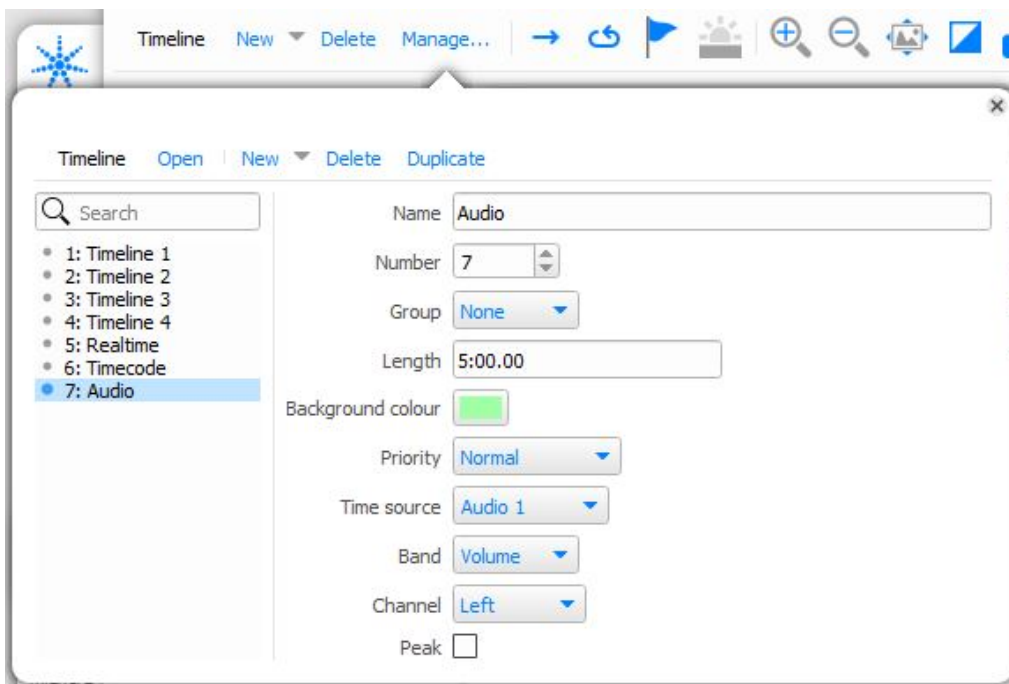 Timeline New Delete Manage...
Timeline Open New Delete Duplicate
Search
1: Timeline 1
2: Timeline 2
3: Timeline 3
4: Timeline 4
5: Realtime
6: Timecode
7: Audio
Name Audio
Number 7
Group None
Length 5:00.00
Background colour
Priority Normal
Time source Audio 1
Band Volume
Channel Left
Peak